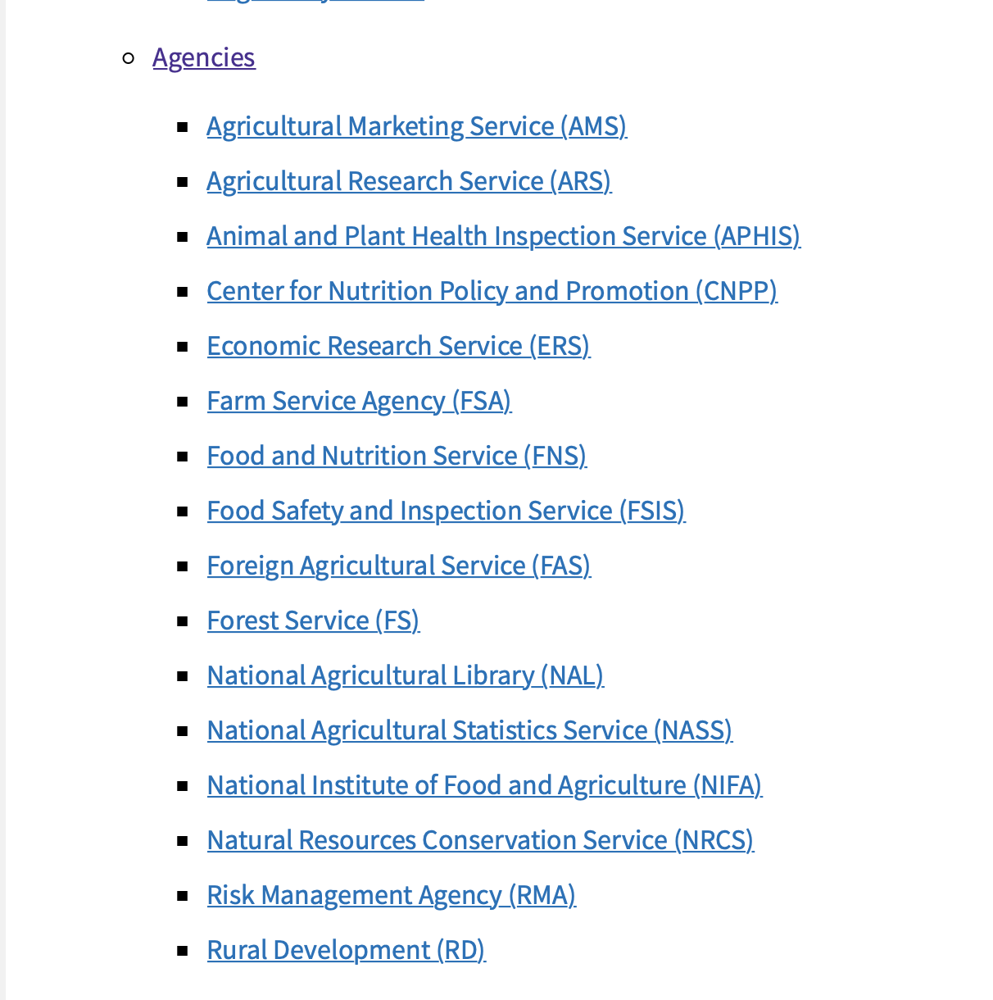 Agencies
Agricultural Marketing Service (AMS)
Agricultural Research Service (ARS)
Animal and Plant Health Inspection Service (APHIS)
Center for Nutrition Policy and Promotion (CNPP)
Economic Research Service (ERS)
Farm Service Agency (FSA)
Food and Nutrition Service (FNS)
Food Safety and Inspection Service (FSIS)
Foreign Agricultural Service (FAS)
Forest Service (FS)
National Agricultural Library (NAL)
National Agricultural Statistics Service (NASS)
National Institute of Food and Agriculture (NIFA)
Natural Resources Conservation Service (NRCS)
Risk Management Agency (RMA)
Rural Development (RD)